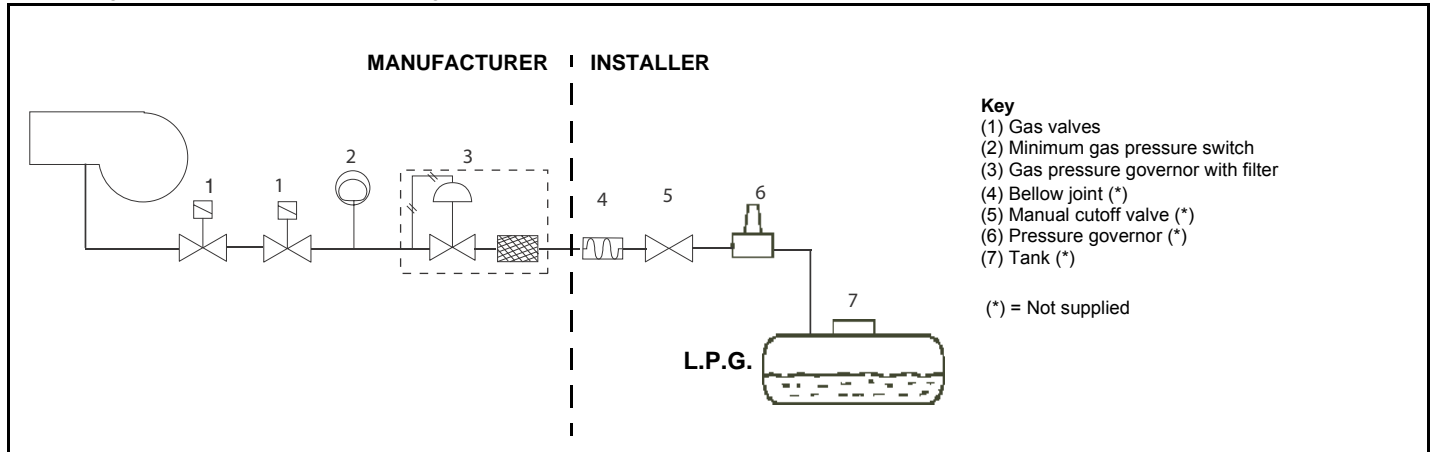 MANUFACTURER INSTALLER
Key
(1) Gas valves
(2) Minimum gas pressure switch
(3) Gas pressure governor with filter
(4) Bellow joint (*)
(5) Manual cutoff valve (*)
(6) Pressure governor (*)
(7) Tank (*)
(*) = Not supplied
1 1 2 3 4 5 6
7
L.P.G.